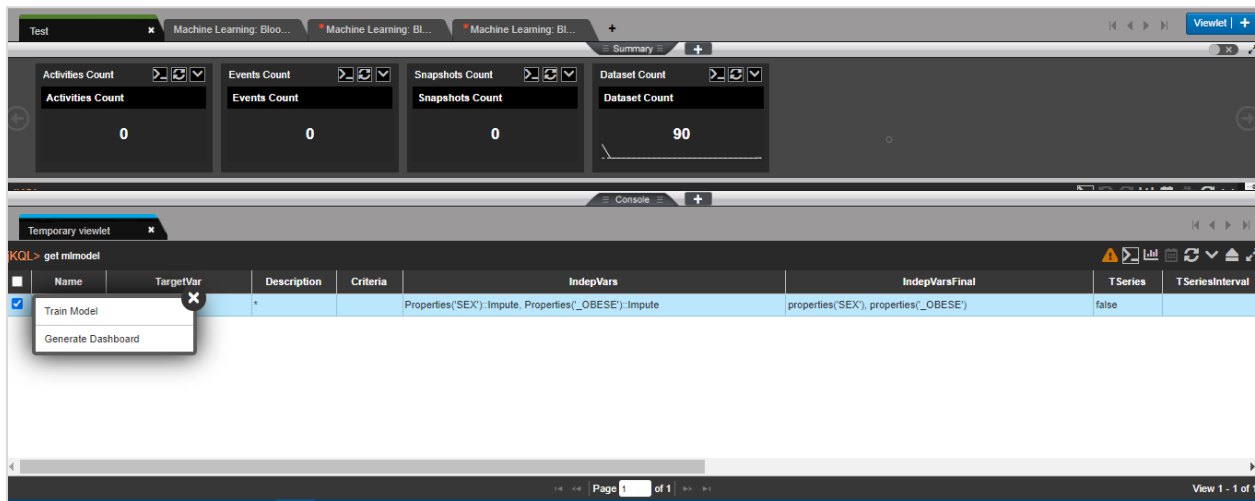 Test
Machine Learning: Bloo...
*Machine Learning: Bl...
*Machine Learning: Bl...
Viewlet
Summary
Activities Count
Events Count
Snapshots Count
Dataset Count
Activities Count
Events Count
Snapshots Count
Dataset Count
0
0
0
90
Console
Temporary viewlet
jKQL> get mlmodel
Name
TargetVar
Description
Criteria
IndepVars
IndepVarsFinal
TSeries
TSeriesInterval
*
Properties('SEX')::Impute, Properties('_OBESE')::Impute
properties('SEX'), properties('_OBESE')
false
Train Model
Generate Dashboard
Page 1 of 1
View 1 - 1 of 1